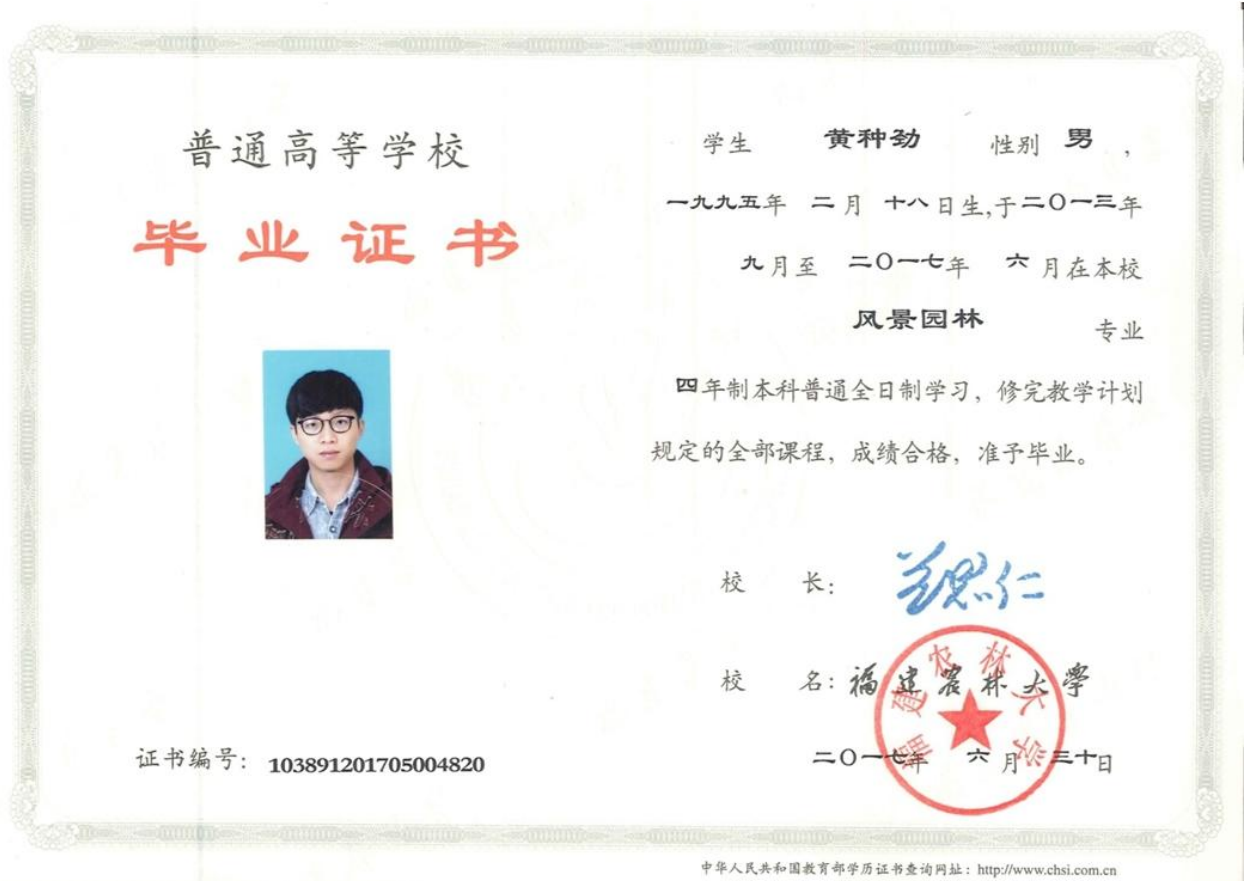 普通高等学校
毕业证书
证书编号：103891201705004820
学生 黄种劲 性别 男，
一九九五年 二月 十八日生,于二〇一三年
九月至 二〇一七年 六月在本校
风景园林 专业
四年制本科普通全日制学习，修完教学计划
规定的全部课程，成绩合格，准予毕业。
校 长：
校 名：福建农林大学
福建农林大学
二〇一七年 六月 三十日
中华人民共和国教育部学历证书查询网址：http://www.chsi.com.cn